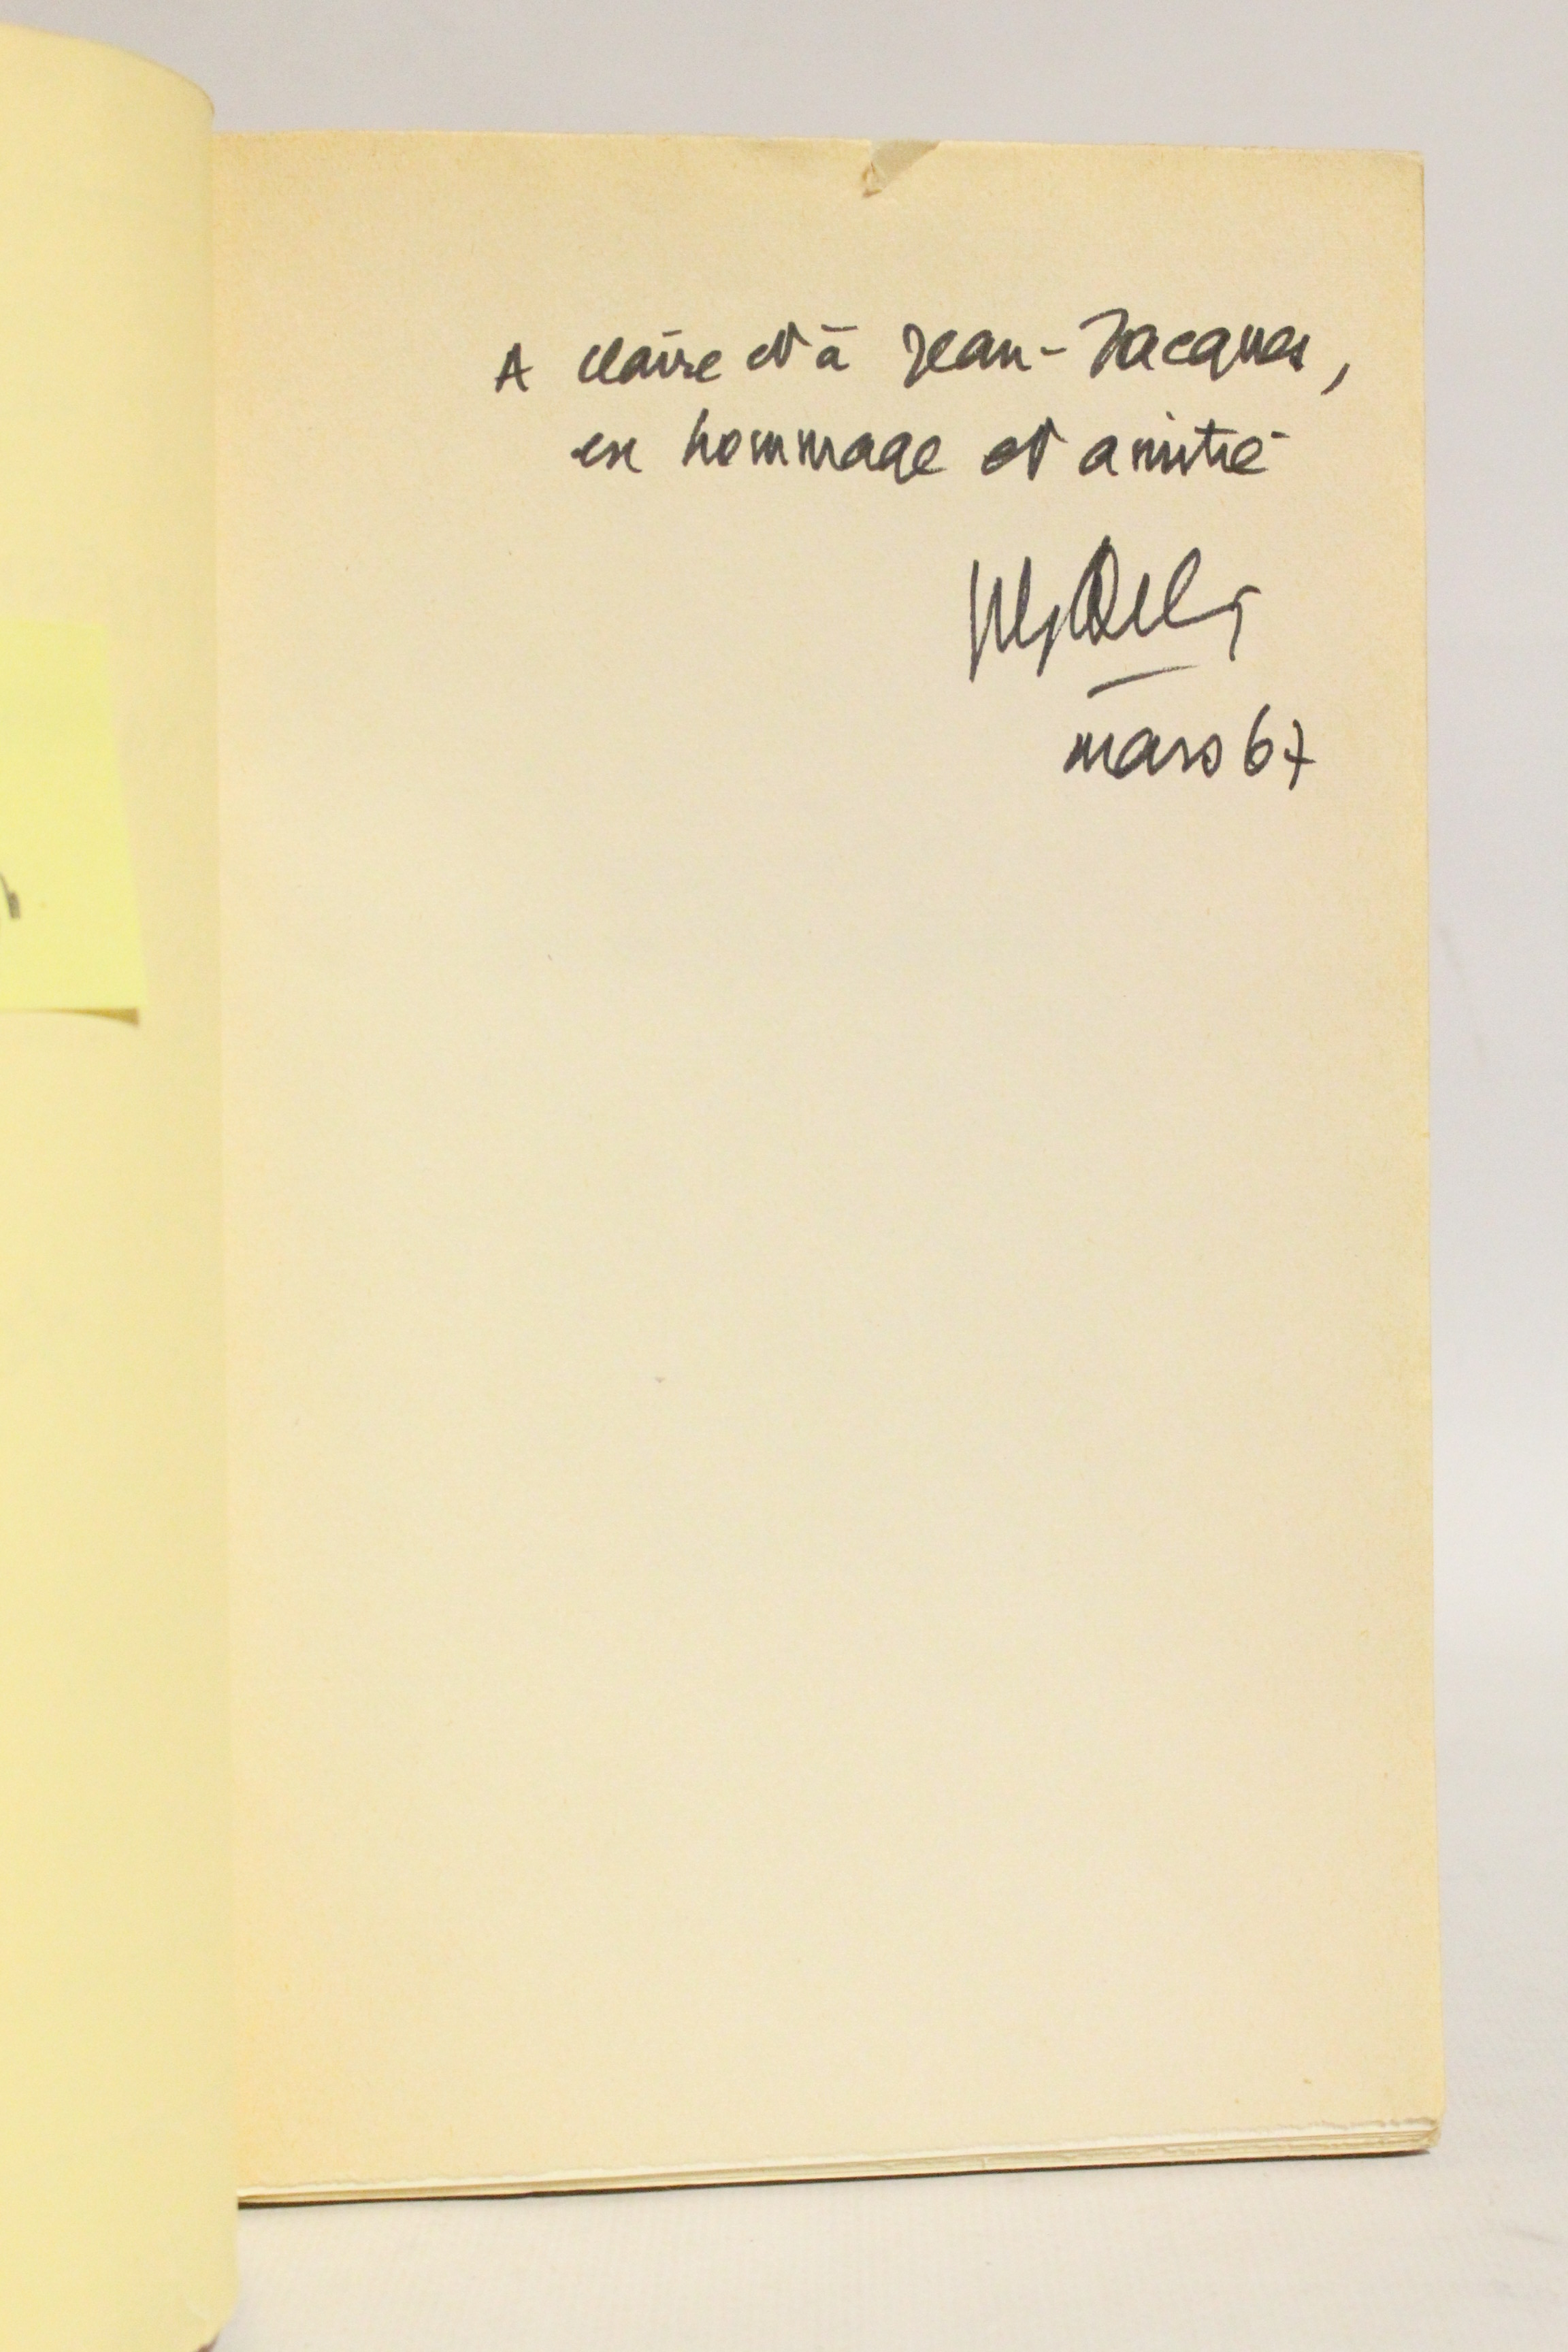 A Claire et à Jean-Jacques,
en hommage et amitié
mars 67